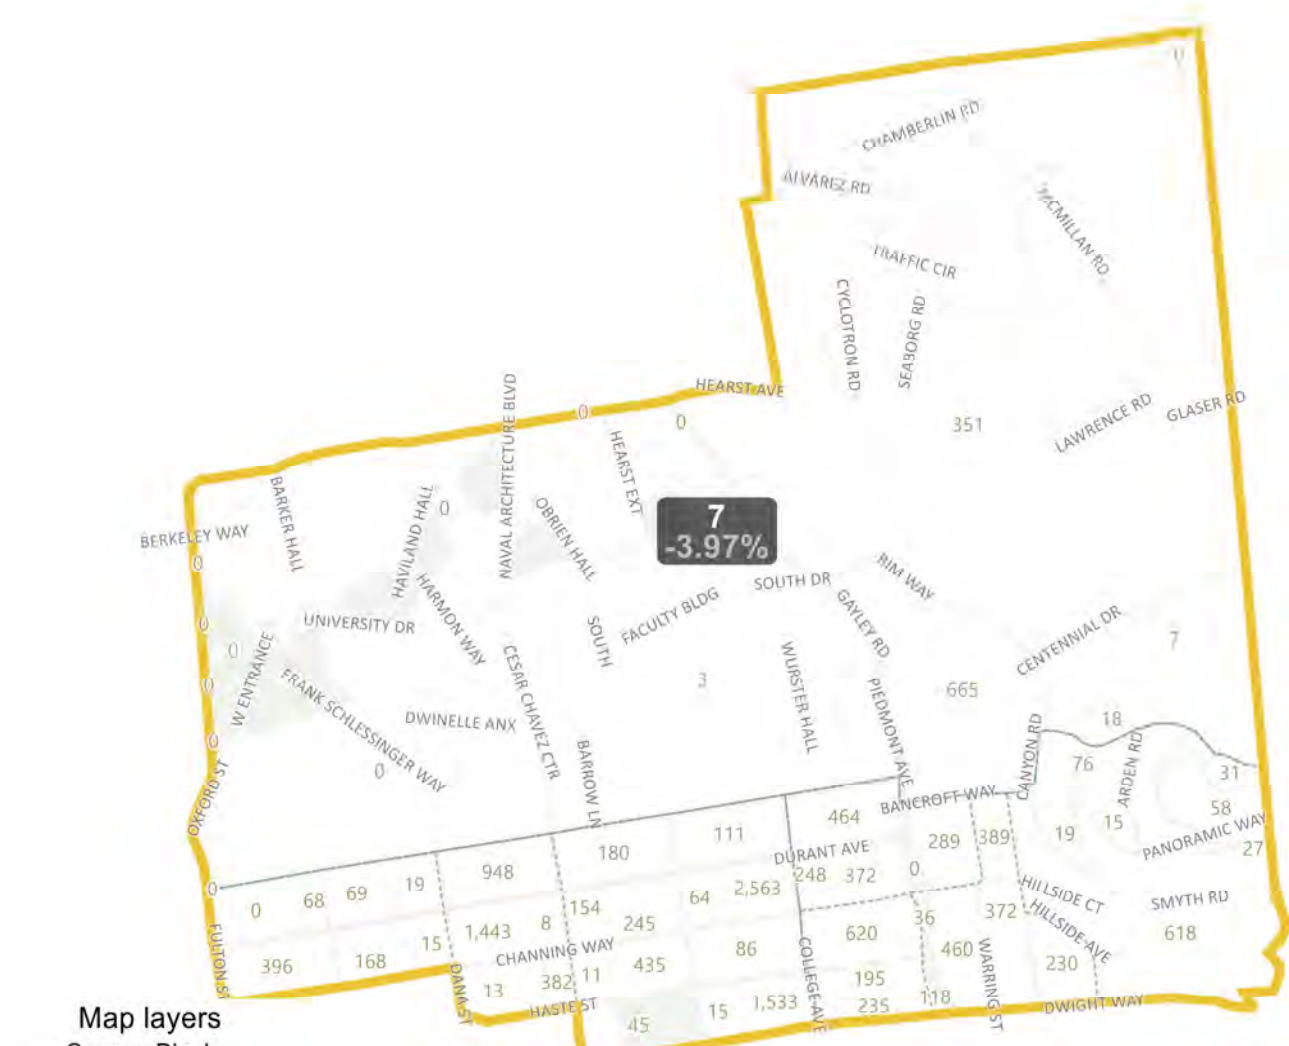 0
CHAMBERLIN RD
ALVAREZ RD
MCMILLAN RD
TRAFFIC CIR
CYCLOTRON RD
SEABORG RD
HEARST AVE
NAVAL ARCHITECTURE BLVD
LAWRENCE RD
GLASER RD
0
0
351
HEARST EXT
BARKER HALL
HAVILAND HALL
0
OBRIEN HALL
7
-3.97%
BERKELEY WAY
0
SOUTH DR
RIM WAY
HARMON WAY
FACULTY BLDG
GAYLEY RD
UNIVERSITY DR
0
SOUTH
CENTENNIAL DR
7
0
W ENTRANCE
CESAR CHAVEZ CTR
WURSTER HALL
FRANK SCHLESSINGER WAY
0
3
665
PIEDMONT AVE
DWINELLE ANX
18
0
CANYON RD
ARDEN RD
0
BARROW LN
76
31
OXFORD ST
BANCROFT WAY
58
464
111
289
389
19
15
PANORAMIC WAY
180
DURANT AVE
27
948
248
372
0
0
19
68
69
64
2,563
HILLSIDE CT
SMYTH RD
0
154
36
372
HILLSIDE AVE
1,443
8
245
620
618
FULTON ST
15
CHANNING WAY
86
COLLEGE AVE
460
WARRING ST
396
168
435
230
DANA ST
13
382
11
195
118
DWIGHT WAY
HASTE ST
15
1,533
235
45
Map layers